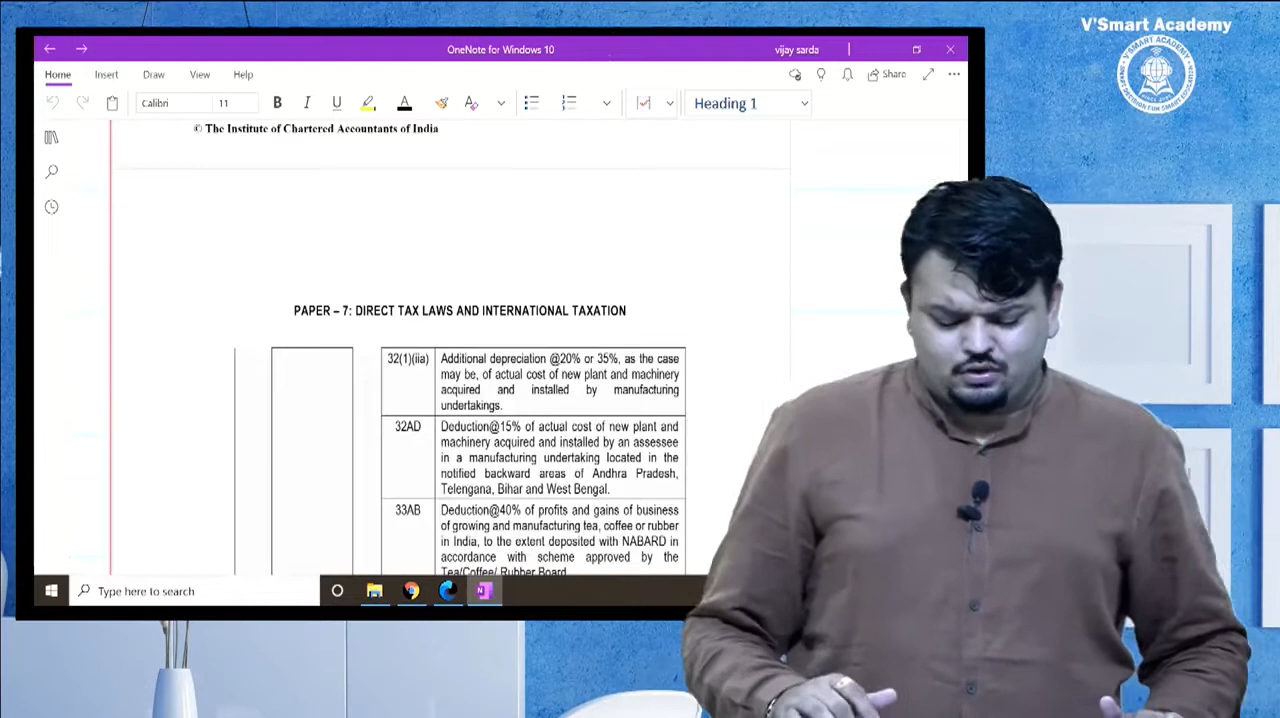 V'Smart Academy
OneNote for Windows 10
vijay sarda
Home Insert Draw View Help
Share
Calibri 11 B I U A Heading 1
© The Institute of Chartered Accountants of India
PAPER – 7: DIRECT TAX LAWS AND INTERNATIONAL TAXATION
32(1)(iia) Additional depreciation @20% or 35%, as the case
may be, of actual cost of new plant and machinery
acquired and installed by manufacturing
undertakings.
32AD Deduction@15% of actual cost of new plant and
machinery acquired and installed by an assessee
in a manufacturing undertaking located in the
notified backward areas of Andhra Pradesh,
Telengana, Bihar and West Bengal.
33AB Deduction@40% of profits and gains of business
of growing and manufacturing tea, coffee or rubber
in India, to the extent deposited with NABARD in
accordance with scheme approved by the
Tea/Coffee/ Rubber Board
Type here to search
V'SMART ACADEMY